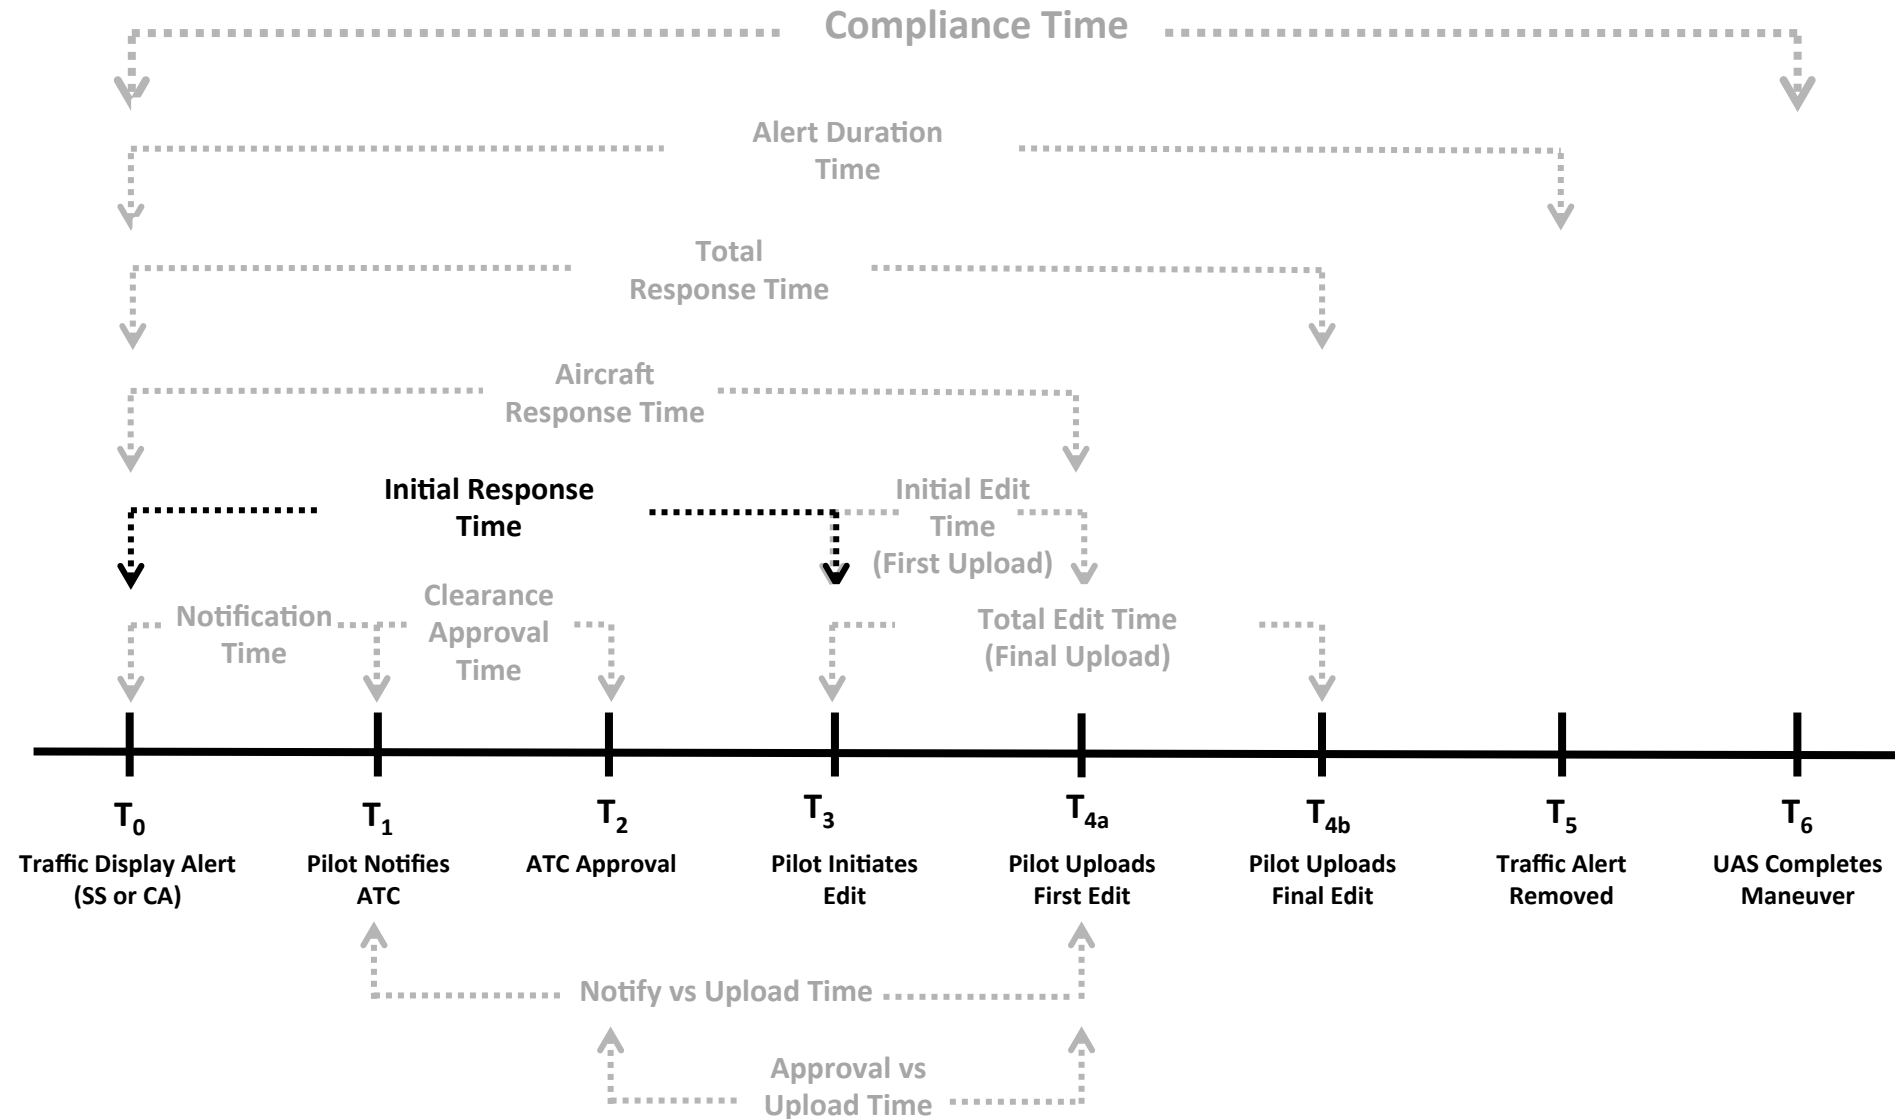 Compliance Time
Alert Duration
Time
Total
Response Time
Aircraft
Response Time
Initial Response
Time
Initial Edit
Time
(First Upload)
Notification
Time
Clearance
Approval
Time
Total Edit Time
(Final Upload)
T0
T1
T2
T3
T4a
T4b
T5
T6
Traffic Display Alert
(SS or CA)
Pilot Notifies
ATC
ATC Approval
Pilot Initiates
Edit
Pilot Uploads
First Edit
Pilot Uploads
Final Edit
Traffic Alert
Removed
UAS Completes
Maneuver
Notify vs Upload Time
Approval vs
Upload Time